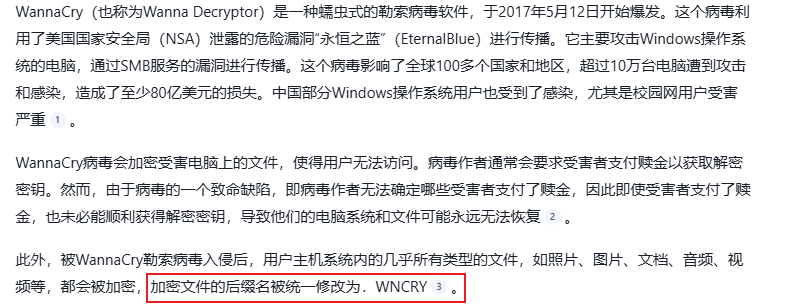 WannaCry（也称为Wanna Decryptor）是一种蠕虫式的勒索病毒软件，于2017年5月12日开始爆发。这个病毒利
用了美国国家安全局（NSA）泄露的危险漏洞“永恒之蓝”（EternalBlue）进行传播。它主要攻击Windows操作系
统的电脑，通过SMB服务的漏洞进行传播。这个病毒影响了全球100多个国家和地区，超过10万台电脑遭到攻击
和感染，造成了至少80亿美元的损失。中国部分Windows操作系统用户也受到了感染，尤其是校园网用户受害
严重 1 。
WannaCry病毒会加密受害电脑上的文件，使得用户无法访问。病毒作者通常会要求受害者支付赎金以获取解密
密钥。然而，由于病毒的一个致命缺陷，即病毒作者无法确定哪些受害者支付了赎金，因此即使受害者支付了赎
金，也未必能顺利获得解密密钥，导致他们的电脑系统和文件可能永远无法恢复 2 。
此外，被WannaCry勒索病毒入侵后，用户主机系统内的几乎所有类型的文件，如照片、图片、文档、音频、视
频等，都会被加密，加密文件的后缀名被统一修改为．WNCRY 3 。